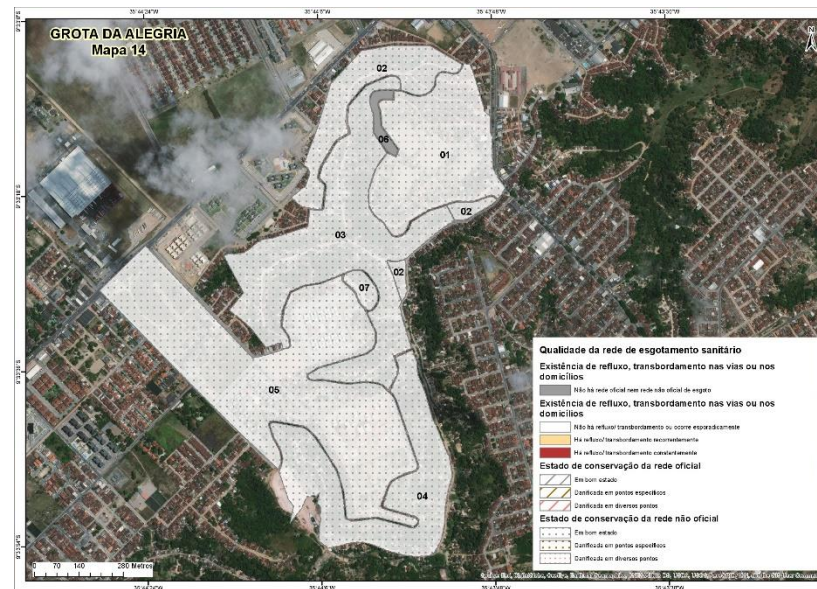 GROTA DA ALEGRIA
Mapa 14
N
02
06
01
02
03
02
07
05
04
Qualidade da rede de esgotamento sanitário
Existência de refluxo, transbordamento nas vias ou nos
domicílios
Não há rede oficial nem rede não oficial de esgoto
Existência de refluxo, transbordamento nas vias ou nos
domicílios
Não há refluxo/ transbordamento ou ocorre esporadicamente
Há refluxo/ transbordamento recorrentemente
Há refluxo/ transbordamento constantemente
Estado de conservação da rede oficial
Em bom estado
Danificada em pontos específicos
Danificada em diversos pontos
Estado de conservação da rede não oficial
Em bom estado
Danificada em pontos específicos
Danificada em diversos pontos
0 70 140 280 Metros